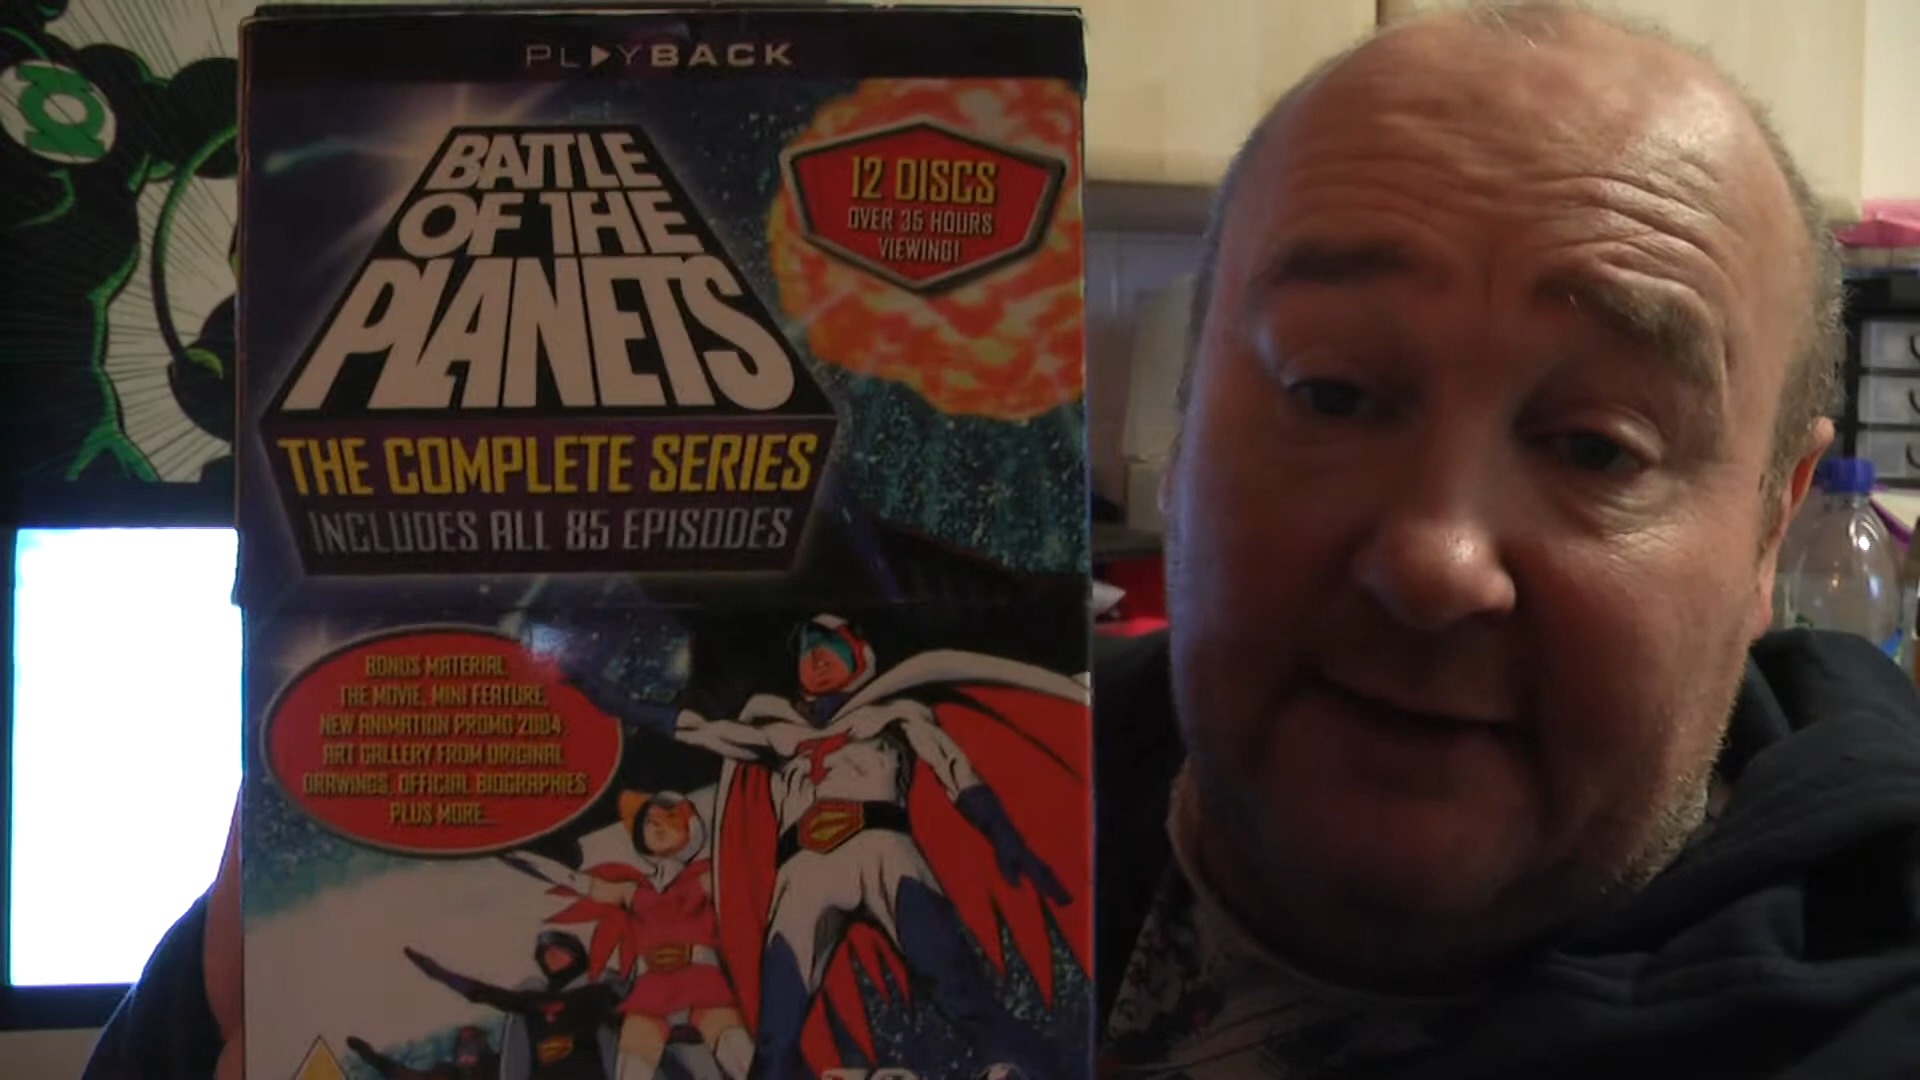 PLAYBACK
BATTLE
OF THE
PLANETS
12 DISCS
OVER 35 HOURS
VIEWING!
THE COMPLETE SERIES
INCLUDES ALL 85 EPISODES
BONUS MATERIAL
THE MOVIE, MINI FEATURE,
NEW ANIMATION PROMO 2004,
ART GALLERY FROM ORIGINAL
DRAWINGS, OFFICIAL BIOGRAPHIES
PLUS MORE...